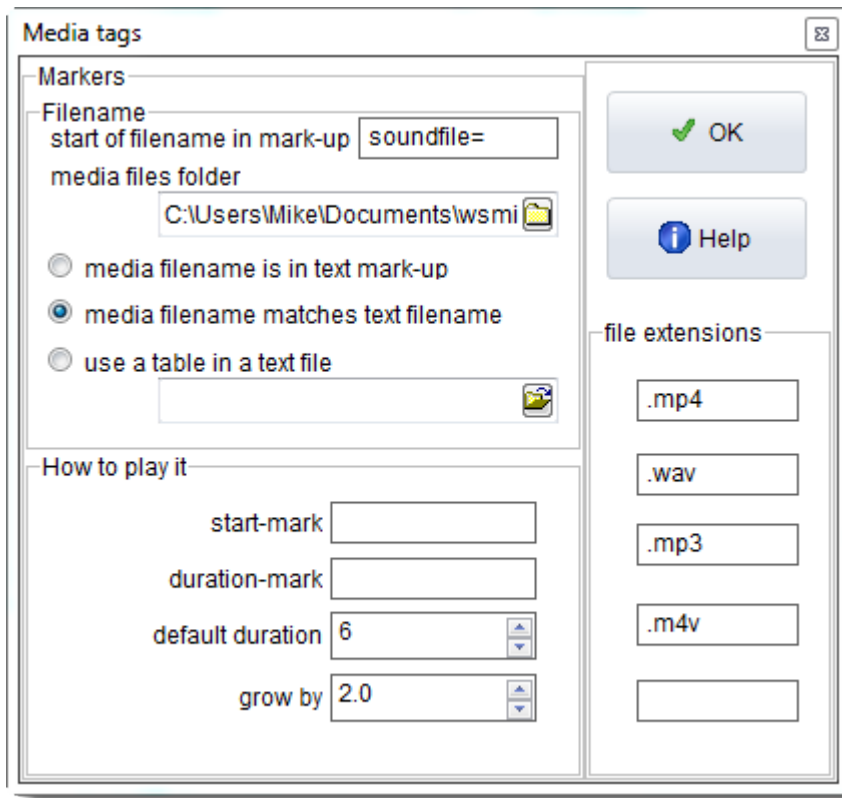 Media tags
Markers
Filename
start of filename in mark-up soundfile=
media files folder
C:\Users\Mike\Documents\wsmi
media filename is in text mark-up
media filename matches text filename
use a table in a text file
How to play it
start-mark
duration-mark
default duration 6
grow by 2.0
OK
Help
file extensions
.mp4
.wav
.mp3
.m4v